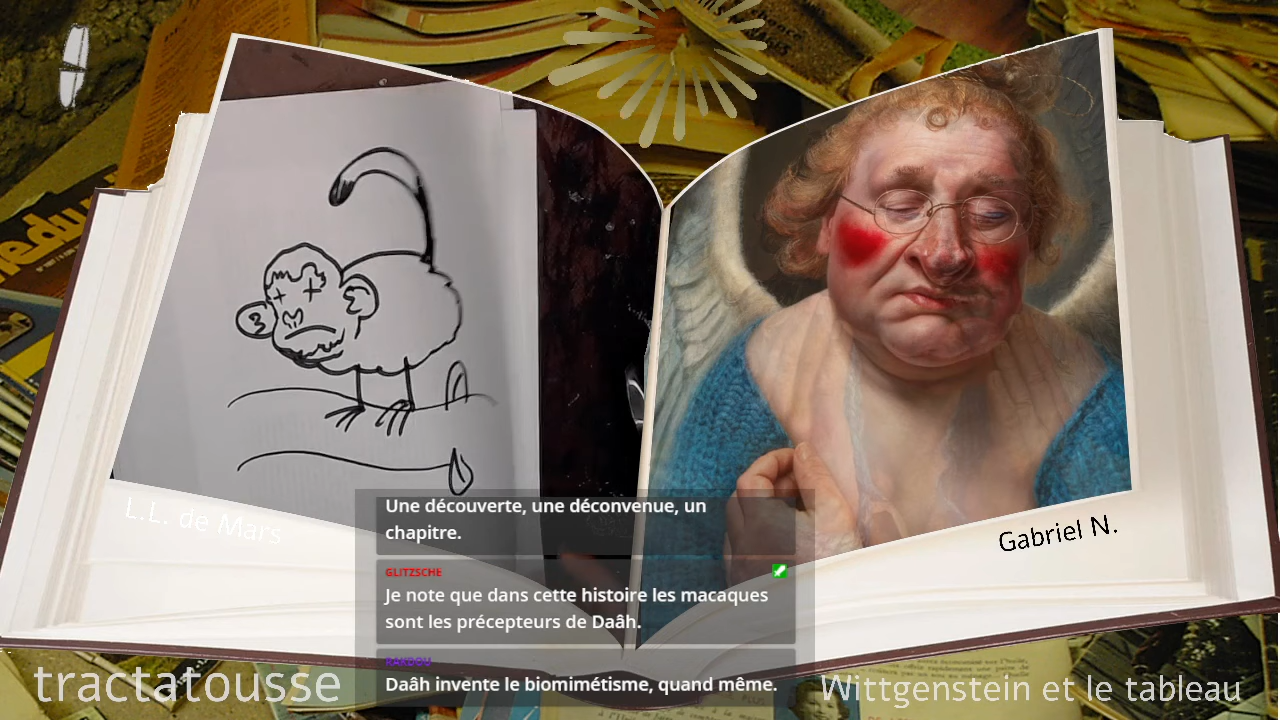 L.L. de Mars
Gabriel N.
Une découverte, une déconvenue, un
chapitre.
GLITZSCHE
Je note que dans cette histoire les macaques
sont les précepteurs de Daâh.
RAKDOU
Daâh invente le biomimétisme, quand même.
tractatousse
Wittgenstein et le tableau